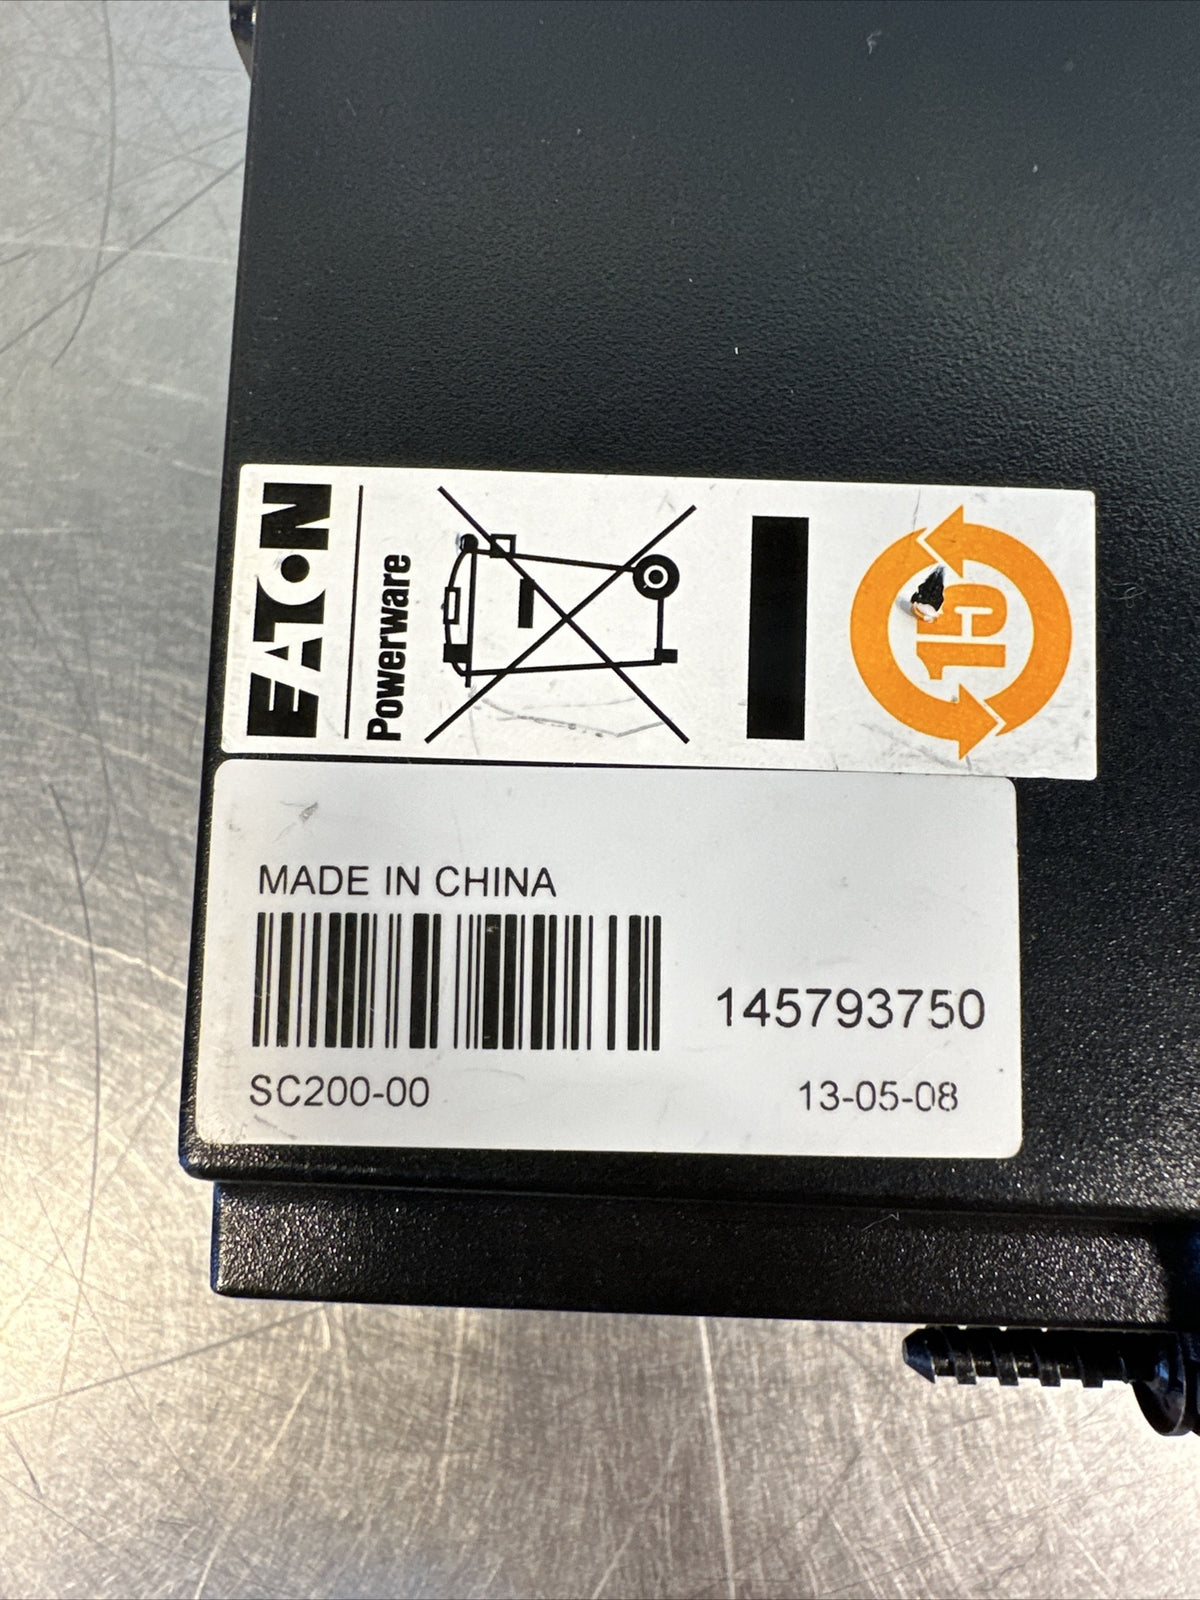 EATON
Powerware
15
MADE IN CHINA
145793750
SC200-00
13-05-08